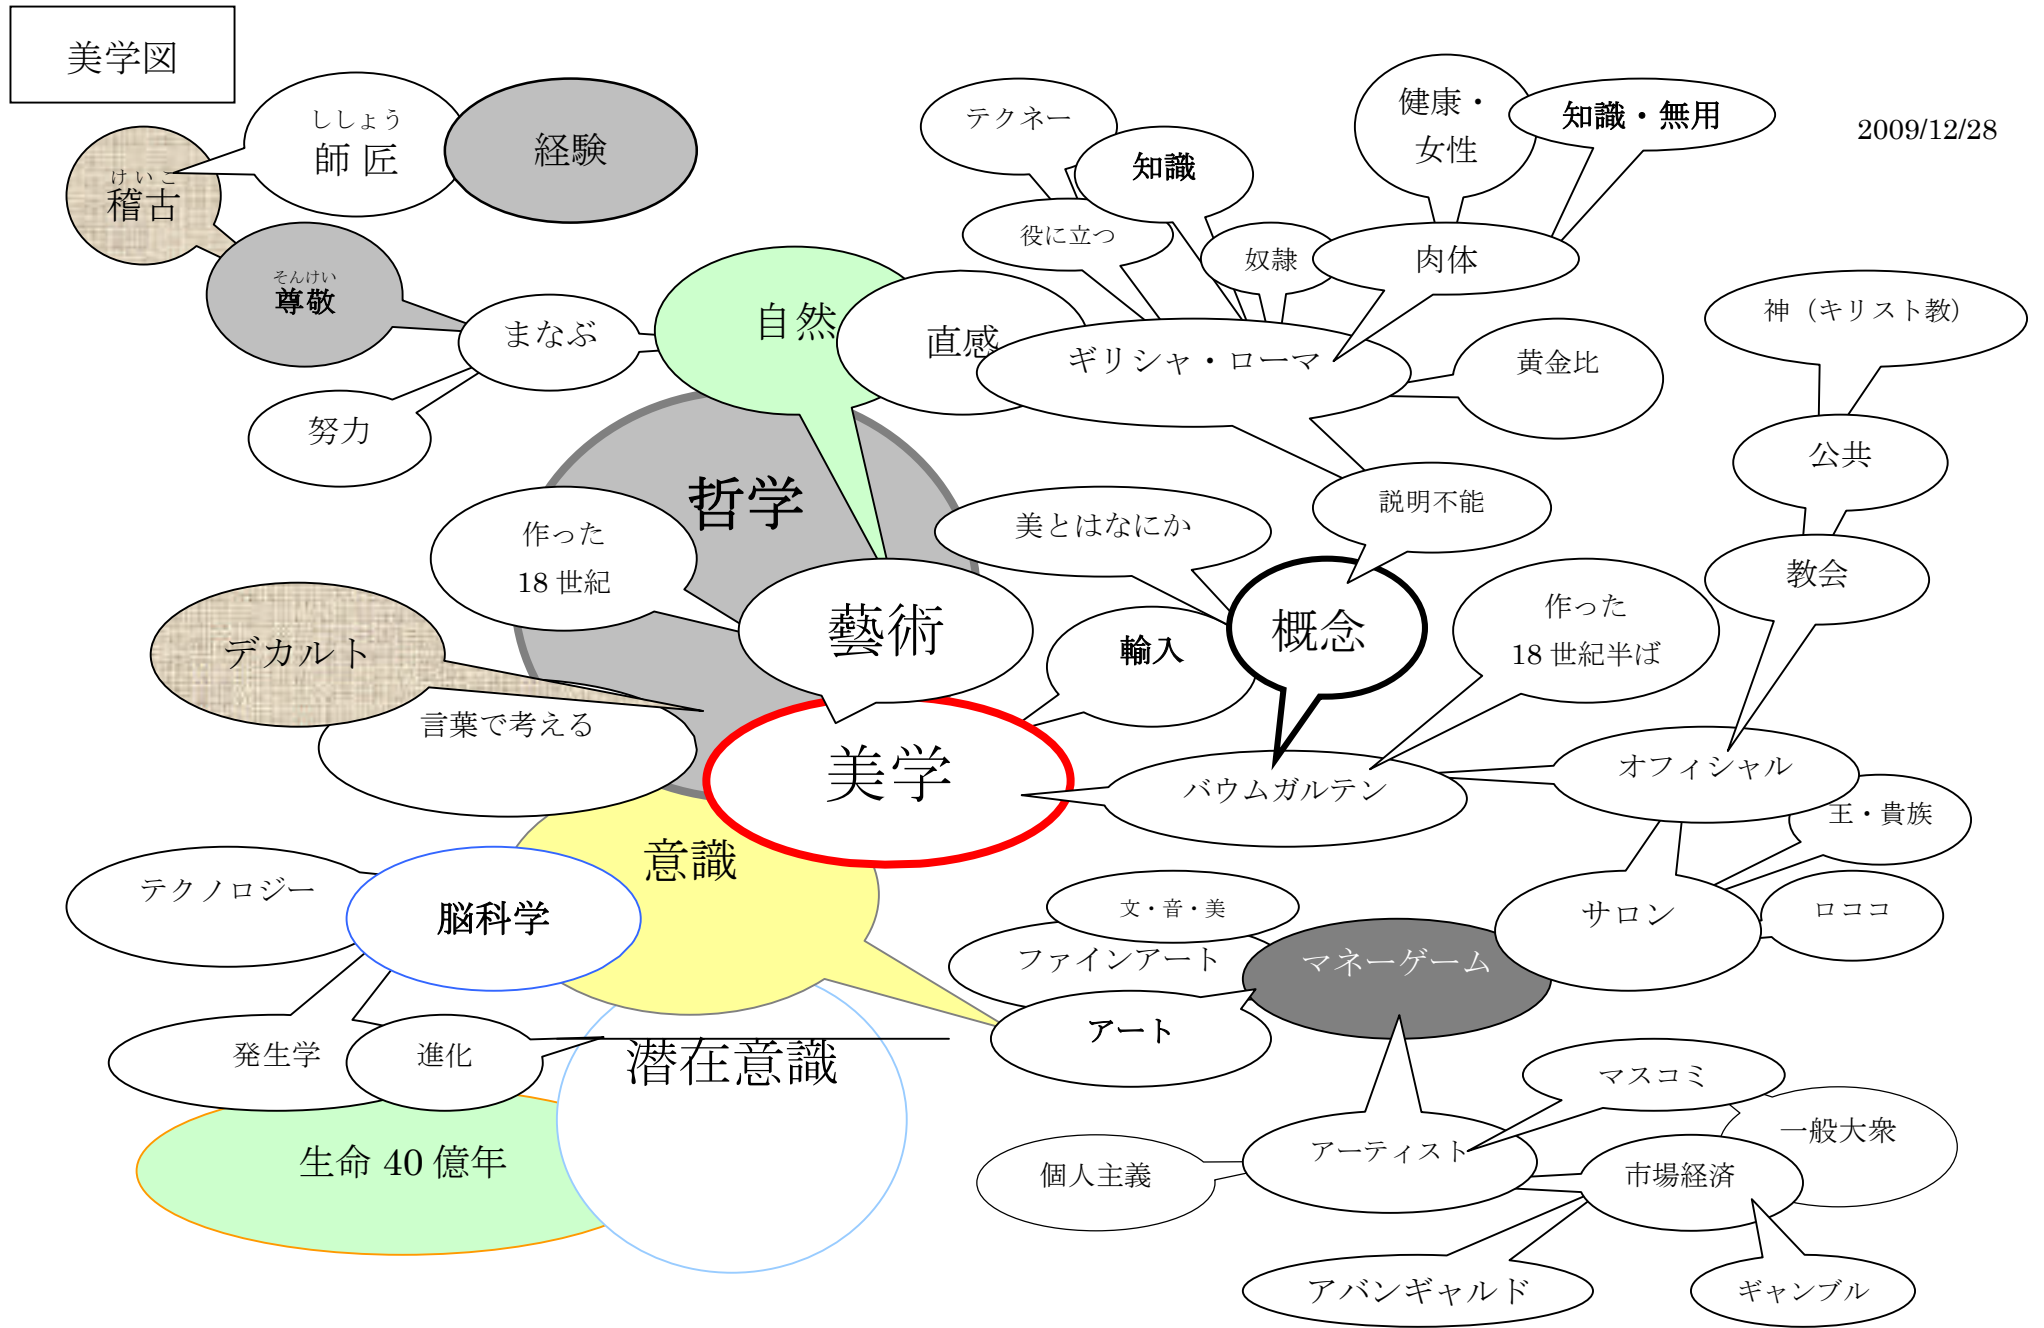 美学図
ししょう
師 匠
経験
けいこ
稽古
そんけい
尊敬
まなぶ
努力
自然
直感
テクネー
知識
役に立つ
奴隷
健康・
女性
知識・無用
2009/12/28
肉体
ギリシャ・ローマ
黄金比
神（キリスト教）
公共
教会
説明不能
美とはなにか
概念
哲学
作った
18 世紀
藝術
輸入
作った
18 世紀半ば
デカルト
言葉で考える
美学
バウムガルテン
オフィシャル
王・貴族
サロン
ロココ
意識
テクノロジー
脳科学
文・音・美
ファインアート
マネーゲーム
アート
発生学
進化
潜在意識
生命 40 億年
マスコミ
一般大衆
アーティスト
個人主義
市場経済
アバンギャルド
ギャンブル